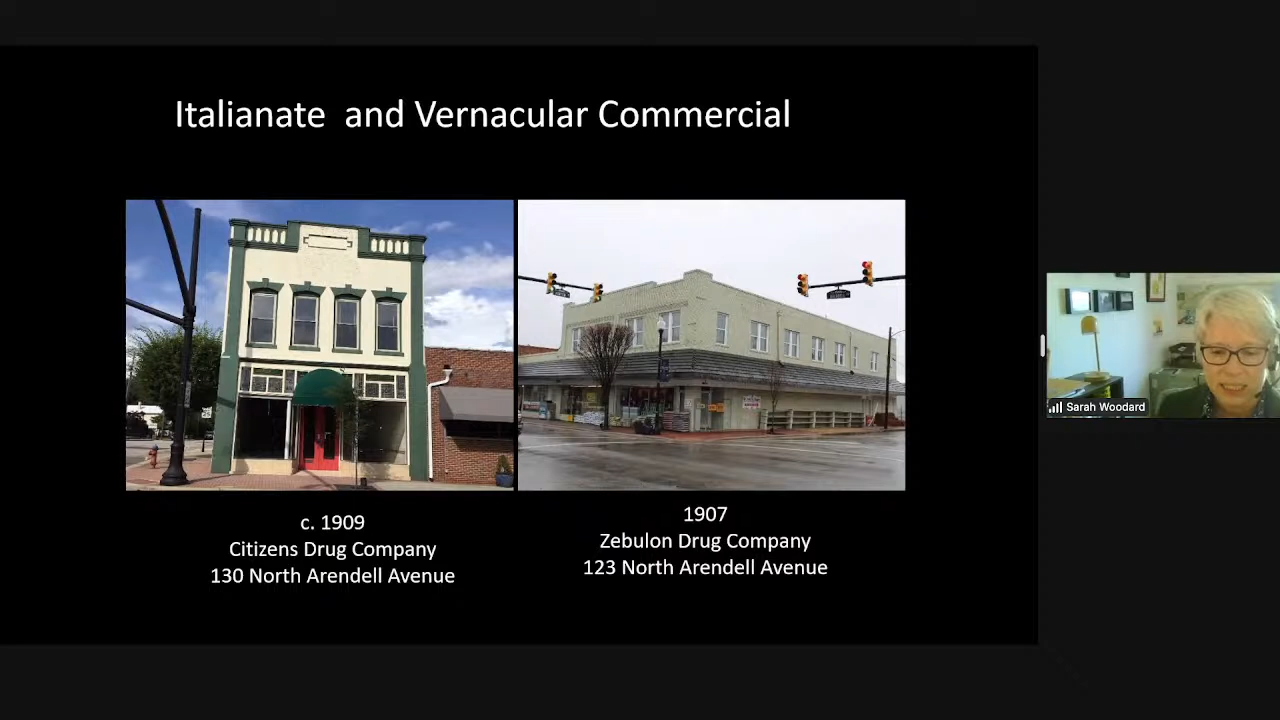 Italianate and Vernacular Commercial
c. 1909
Citizens Drug Company
130 North Arendell Avenue
1907
Zebulon Drug Company
123 North Arendell Avenue
Sarah Woodard